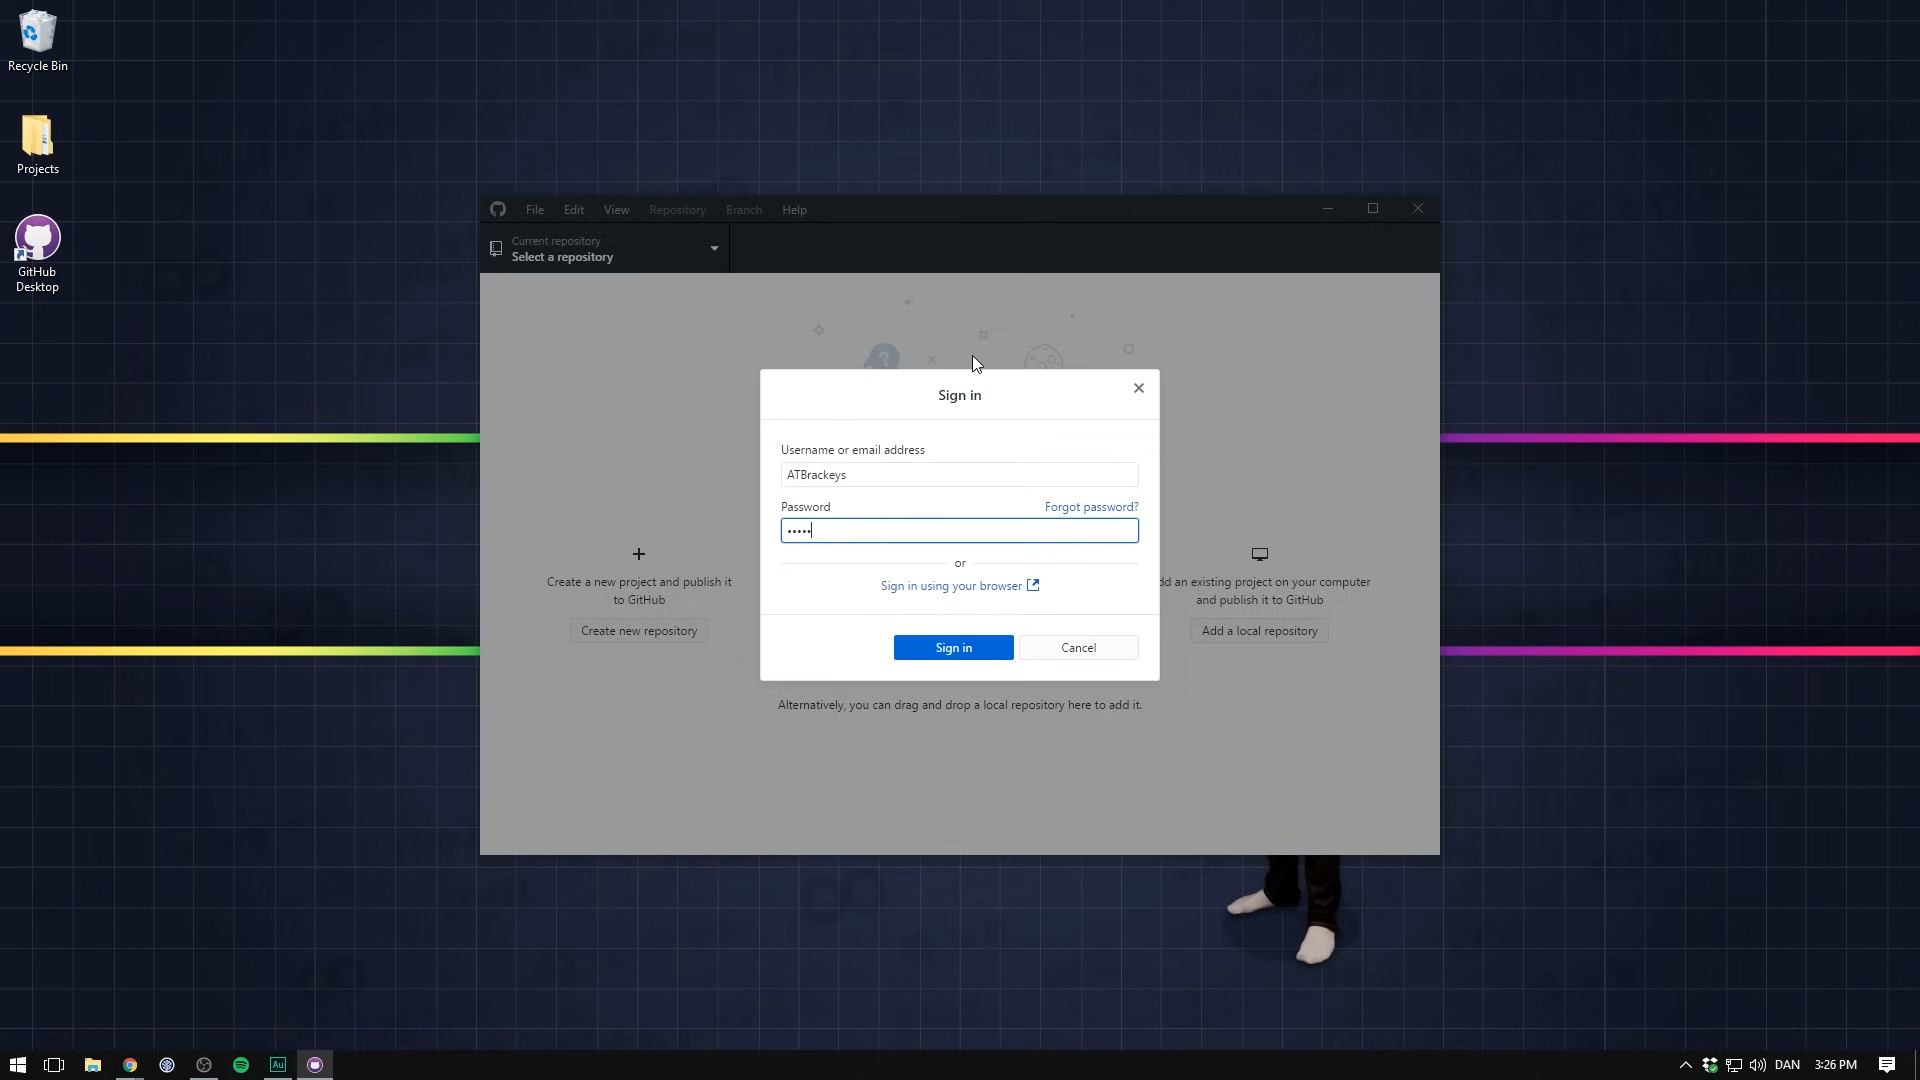 Recycle Bin
Projects
GitHub
Desktop
File Edit View Repository Branch Help
Current repository
Select a repository
Sign in
Username or email address
ATBrackeys
Password Forgot password?
•••••
or
Sign in using your browser
Sign in Cancel
Create a new project and publish it
to GitHub
Create new repository
dd an existing project on your computer
and publish it to GitHub
Add a local repository
Alternatively, you can drag and drop a local repository here to add it.
Au
DAN 3:26 PM